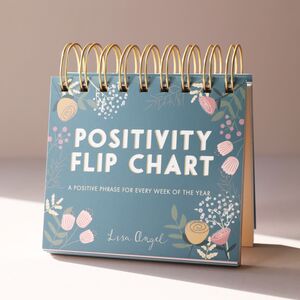 POSITIVITY
FLIP CHART
A POSITIVE PHRASE FOR EVERY WEEK OF THE YEAR
Lisa Angel